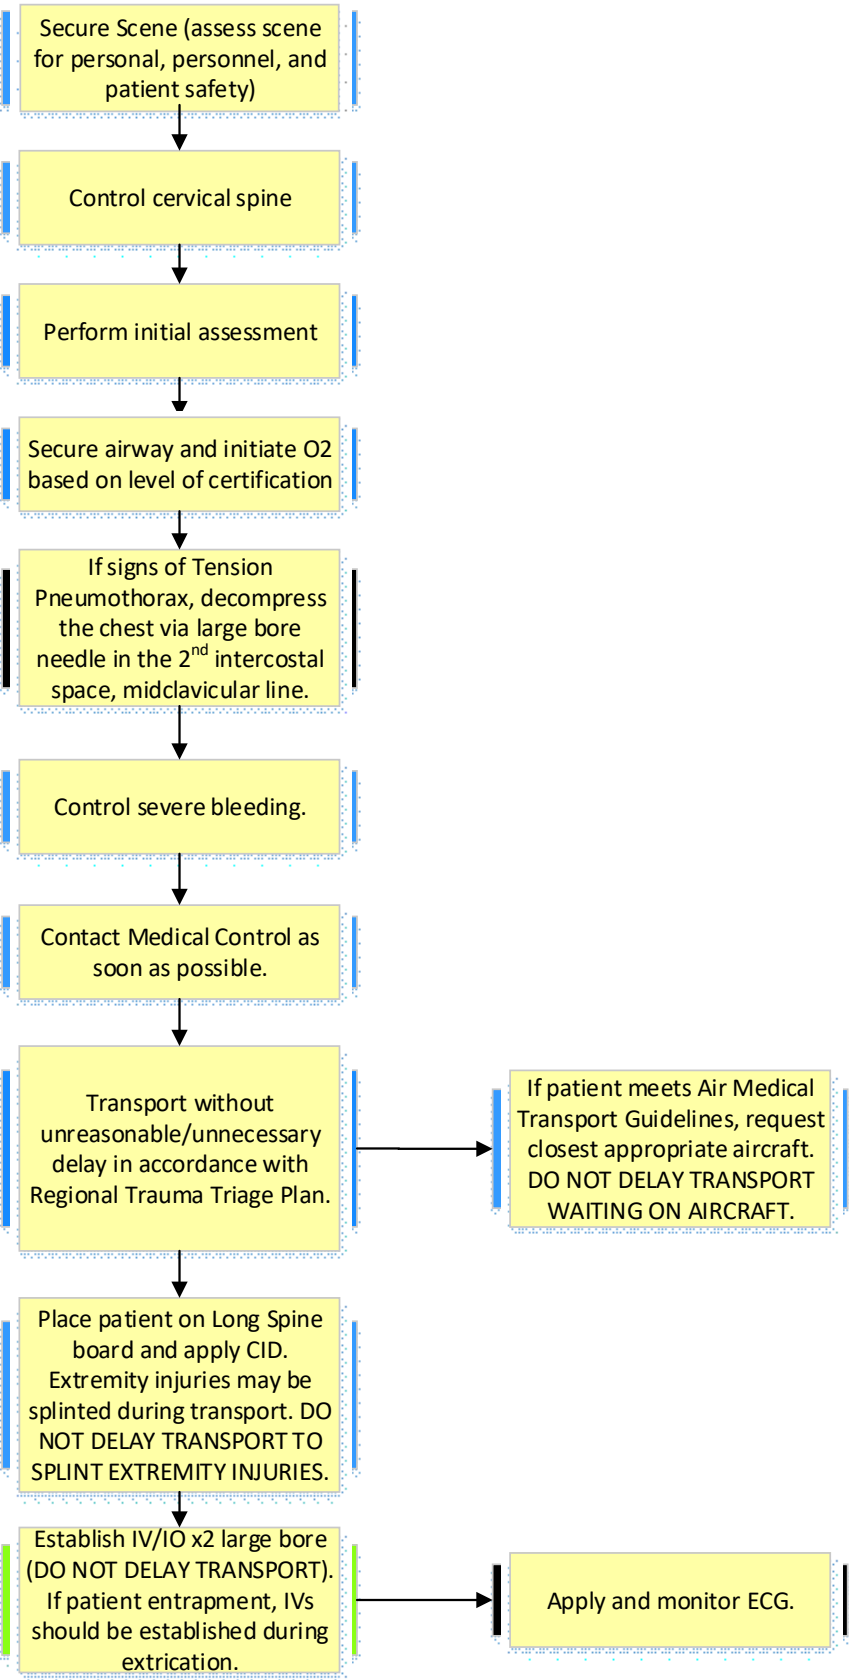 Secure Scene (assess scene
for personal, personnel, and
patient safety)
Control cervical spine
Perform initial assessment
Secure airway and initiate O2
based on level of certification
If signs of Tension
Pneumothorax, decompress
the chest via large bore
needle in the 2nd intercostal
space, midclavicular line.
Control severe bleeding.
Contact Medical Control as
soon as possible.
Transport without
unreasonable/unnecessary
delay in accordance with
Regional Trauma Triage Plan.
If patient meets Air Medical
Transport Guidelines, request
closest appropriate aircraft.
DO NOT DELAY TRANSPORT
WAITING ON AIRCRAFT.
Place patient on Long Spine
board and apply CID.
Extremity injuries may be
splinted during transport. DO
NOT DELAY TRANSPORT TO
SPLINT EXTREMITY INJURIES.
Establish IV/IO x2 large bore
(DO NOT DELAY TRANSPORT).
If patient entrapment, IVs
should be established during
extrication.
Apply and monitor ECG.